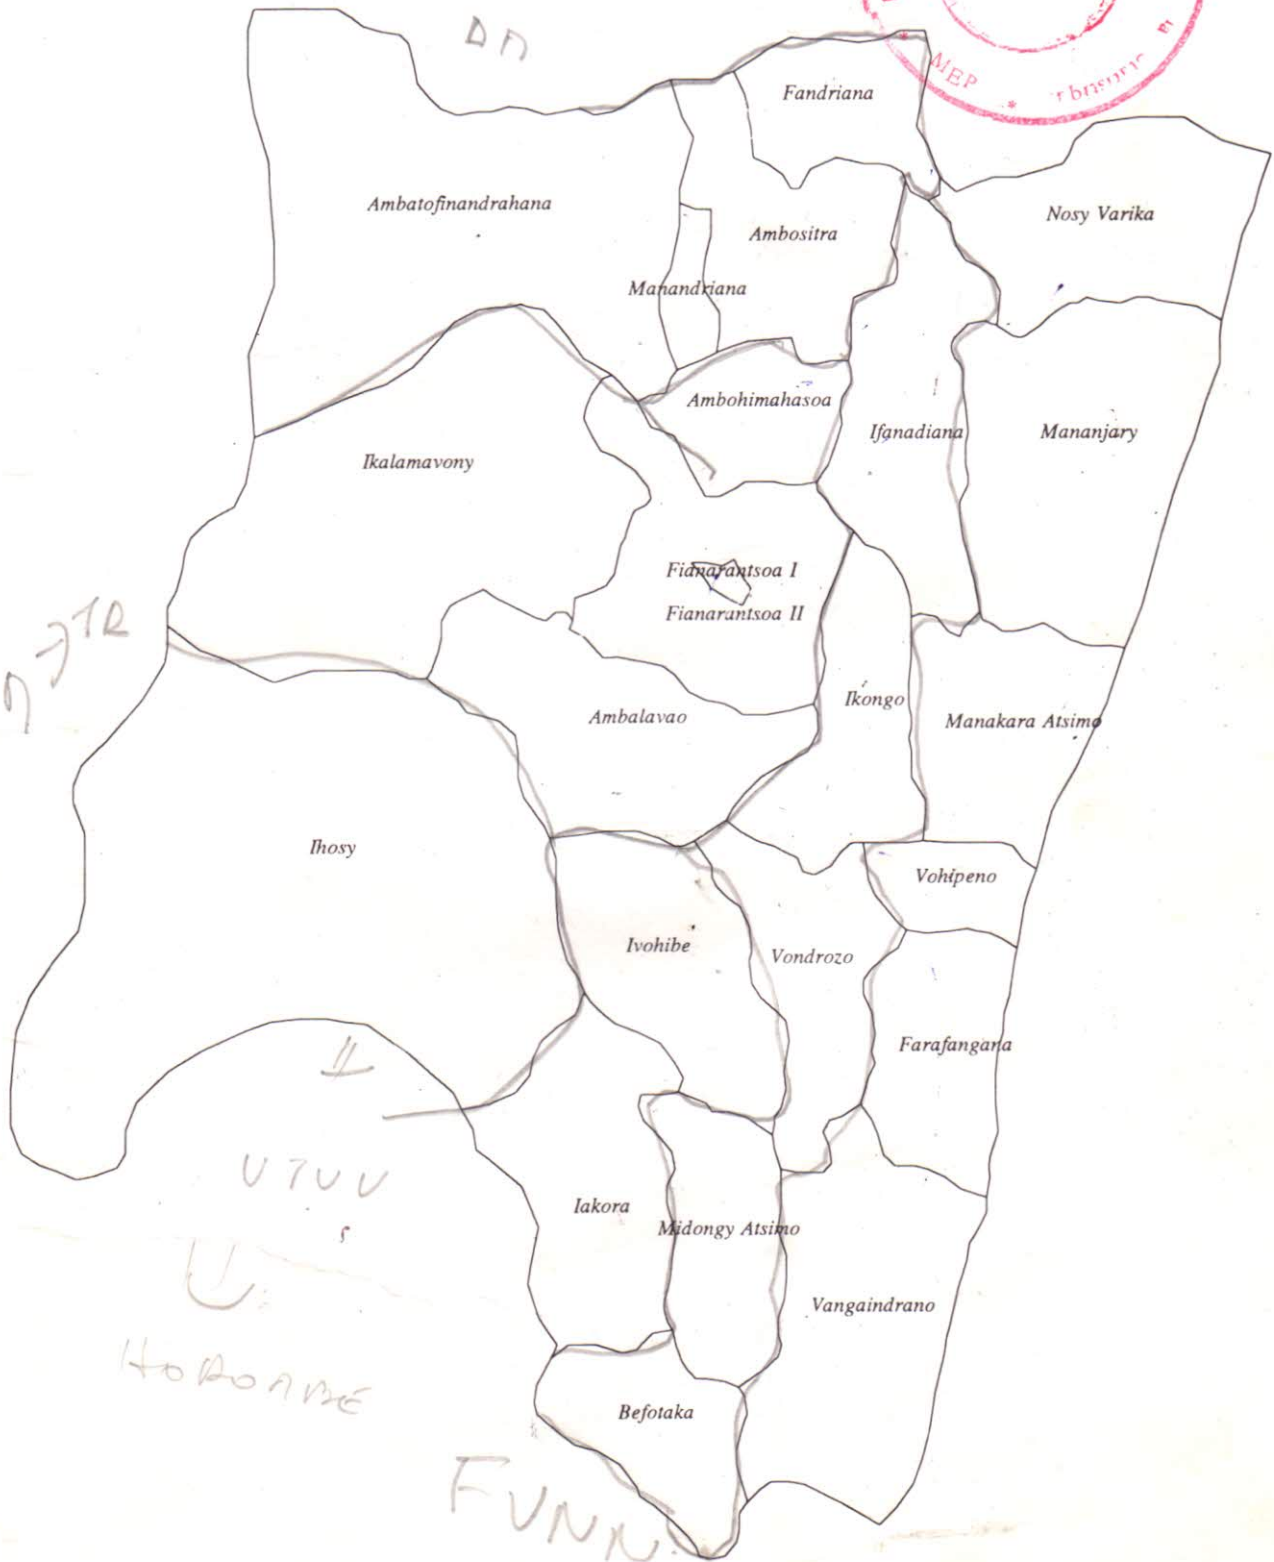 MEP
Fandriana
Ambatofinandrahana
Nosy Varika
Ambositra
Manandriana
Ambohimahasoa
Ifanadiana
Mananjary
Ikalamavony
Fianarantsoa I
Fianarantsoa II
Ikongo
Ambalavao
Manakara Atsimo
Ihosy
Vohipeno
Ivohibe
Vondrozo
Farafangana
Iakora
Midongy Atsimo
Vangaindrano
Befotaka